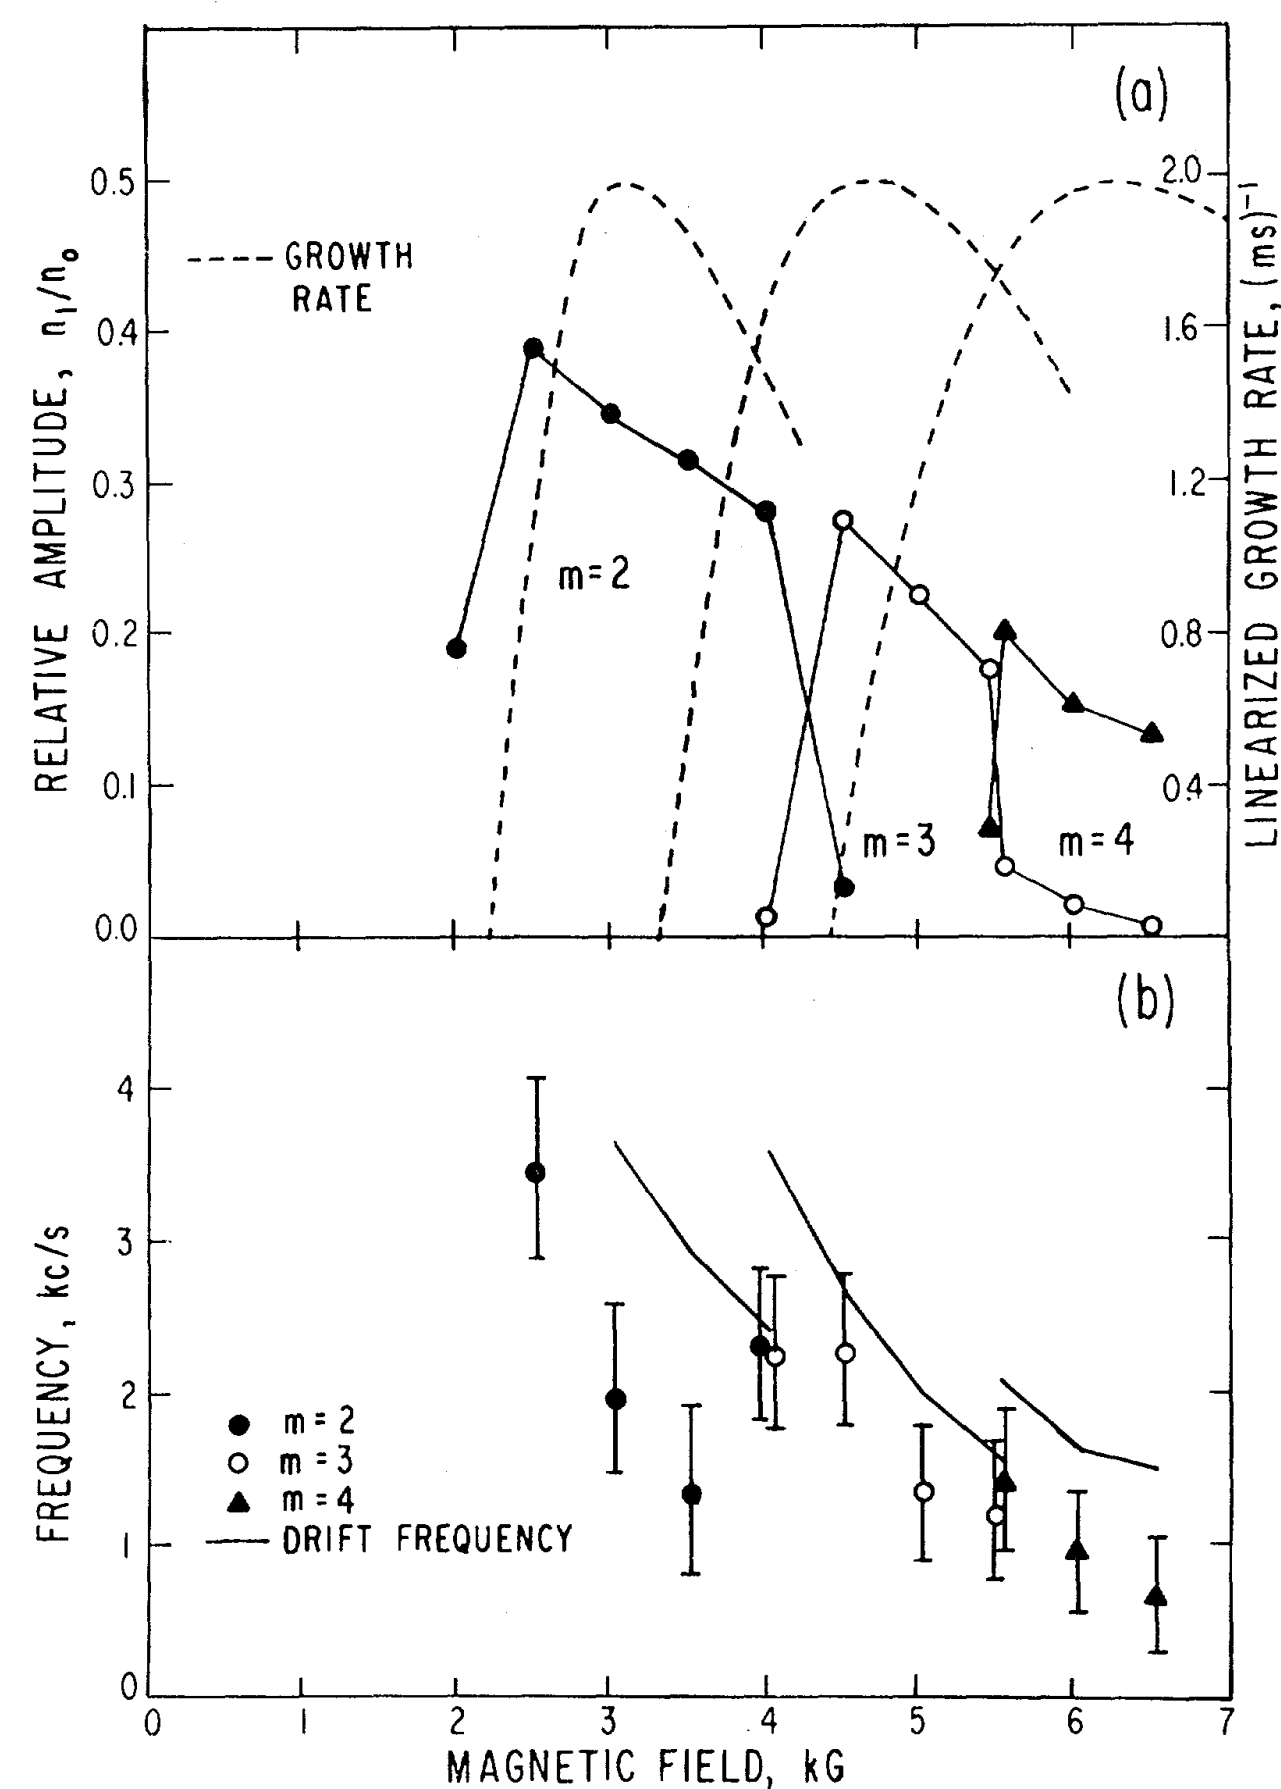 (a)
0.5
0.4
0.3
0.2
0.1
0.0
RELATIVE AMPLITUDE, n₁/n₀
---- GROWTH
RATE
2.0
1.6
1.2
0.8
0.4
LINEARIZED GROWTH RATE, (ms)⁻¹
m=2
m=3
m=4
(b)
4
3
2
1
0
FREQUENCY, kc/s
m=2
m=3
m=4
DRIFT FREQUENCY
0 1 2 3 4 5 6 7
MAGNETIC FIELD, kG